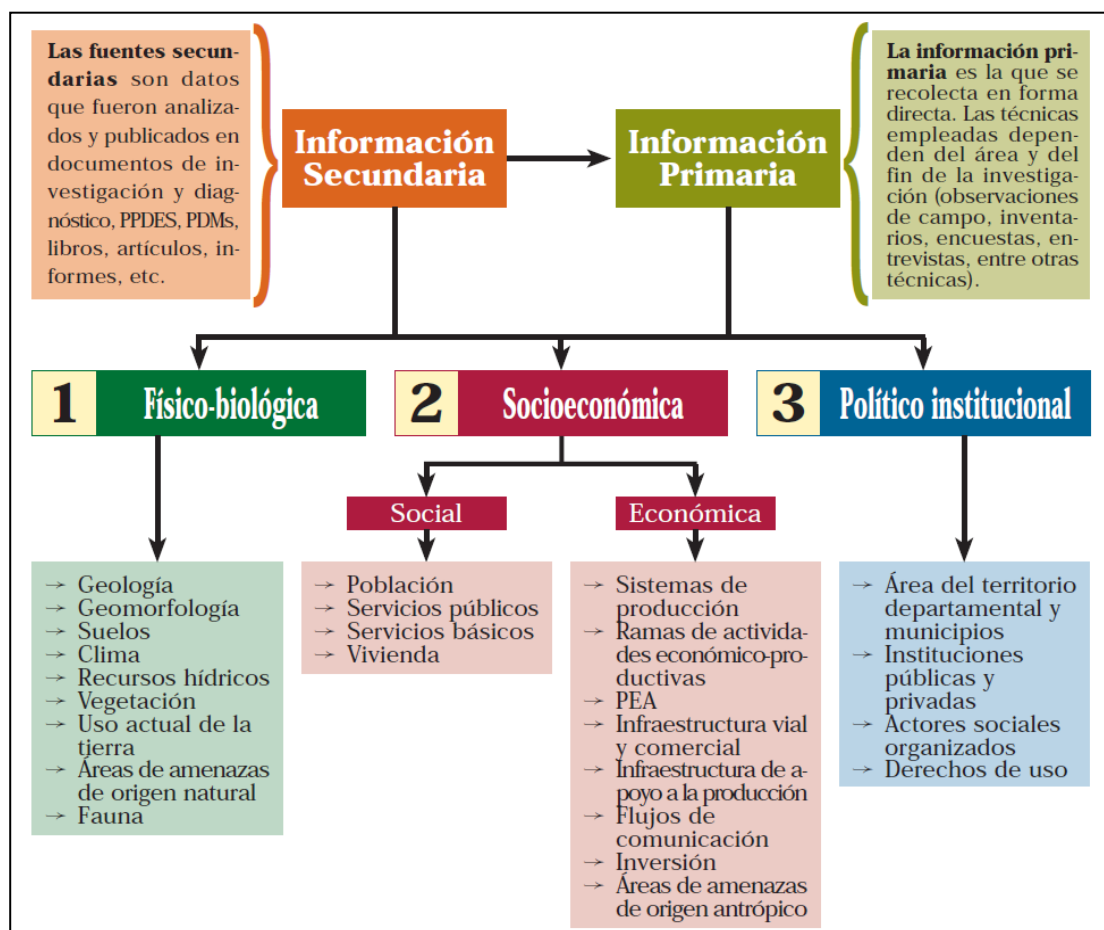 Las fuentes secun-
darias son datos
que fueron analiza-
dos y publicados en
documentos de in-
vestigación y diag-
nóstico, PPDES, PDMs,
libros, artículos, in-
formes, etc.
Información
Secundaria
Información
Primaria
La información pri-
maria es la que se
recolecta en forma
directa. Las técnicas
empleadas depen-
den del área y del
fin de la investiga-
ción (observaciones
de campo, inventa-
rios, encuestas, en-
trevistas, entre otras
técnicas).
1 Físico-biológica
2 Socioeconómica
3 Político institucional
Social
Económica
→ Geología
→ Geomorfología
→ Suelos
→ Clima
→ Recursos hídricos
→ Vegetación
→ Uso actual de la
tierra
→ Áreas de amenazas
de origen natural
→ Fauna
→ Población
→ Servicios públicos
→ Servicios básicos
→ Vivienda
→ Sistemas de
producción
→ Ramas de activida-
des económico-pro-
ductivas
→ PEA
→ Infraestructura vial
y comercial
→ Infraestructura de a-
poyo a la producción
→ Flujos de
comunicación
→ Inversión
→ Áreas de amenazas
de origen antrópico
→ Área del territorio
departamental y
municipios
→ Instituciones
públicas y
privadas
→ Actores sociales
organizados
→ Derechos de uso